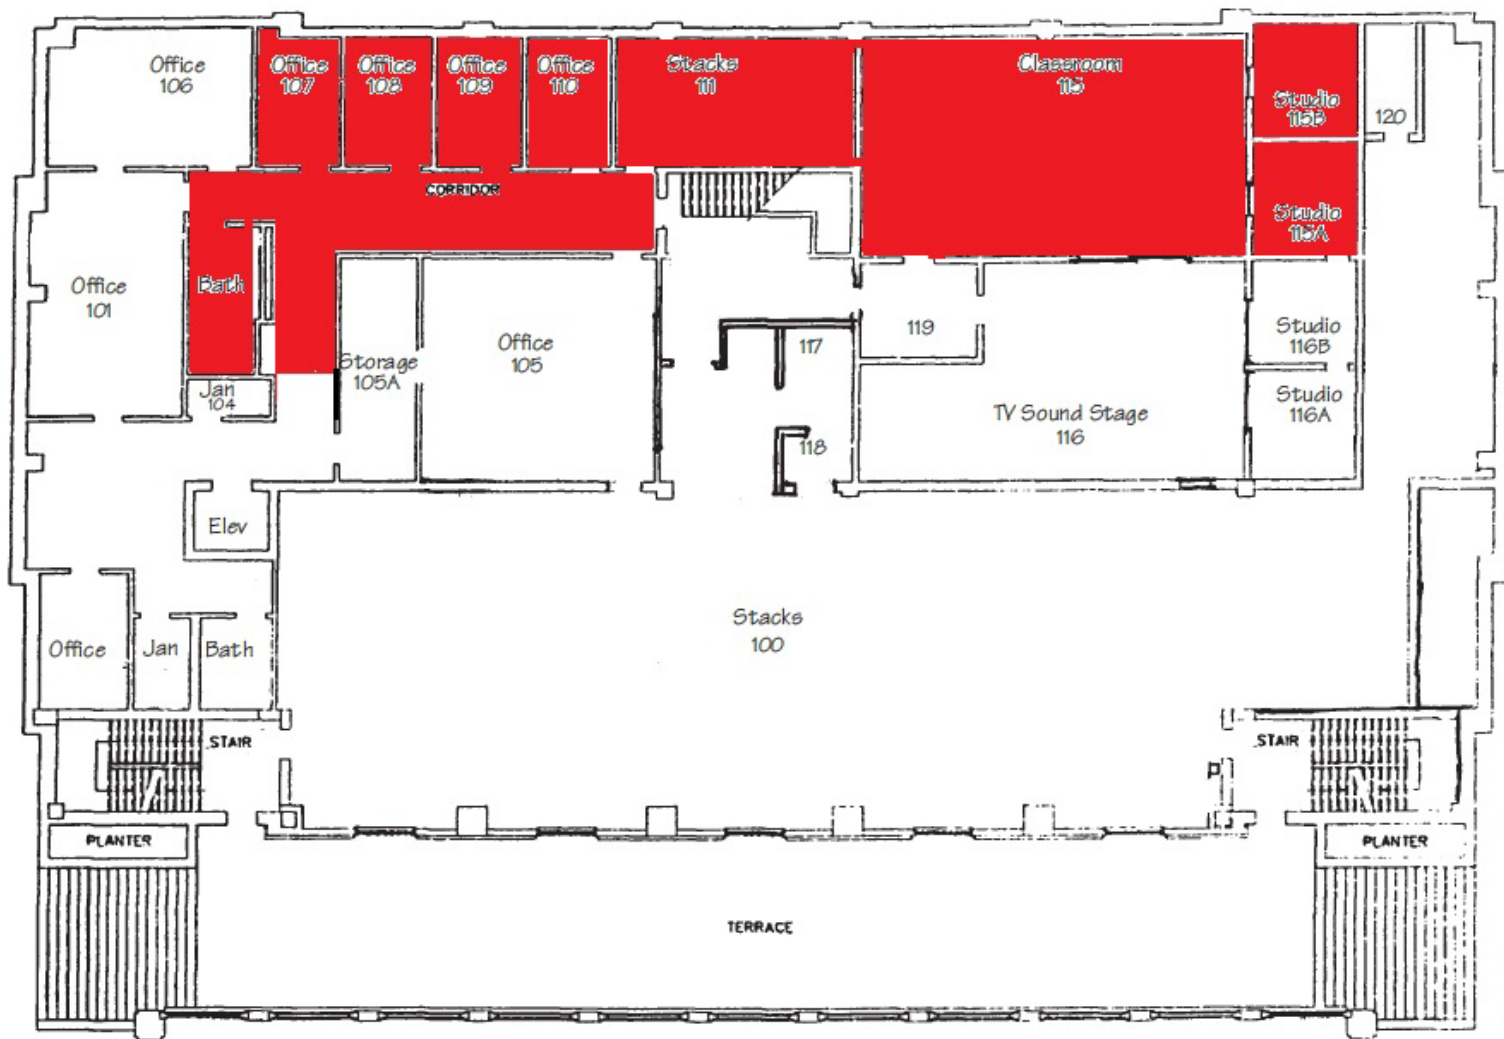 Office
106
Office
107
Office
108
Office
109
Office
110
Stacks
111
Classroom
115
Studio
115B
120
CORRIDOR
Studio
115A
Office
101
Bath
Storage
105A
Office
105
117
119
Studio
116B
Jan
104
118
TV Sound Stage
116
Studio
116A
Elev
Office
Jan
Bath
Stacks
100
STAIR
STAIR
PLANTER
PLANTER
TERRACE